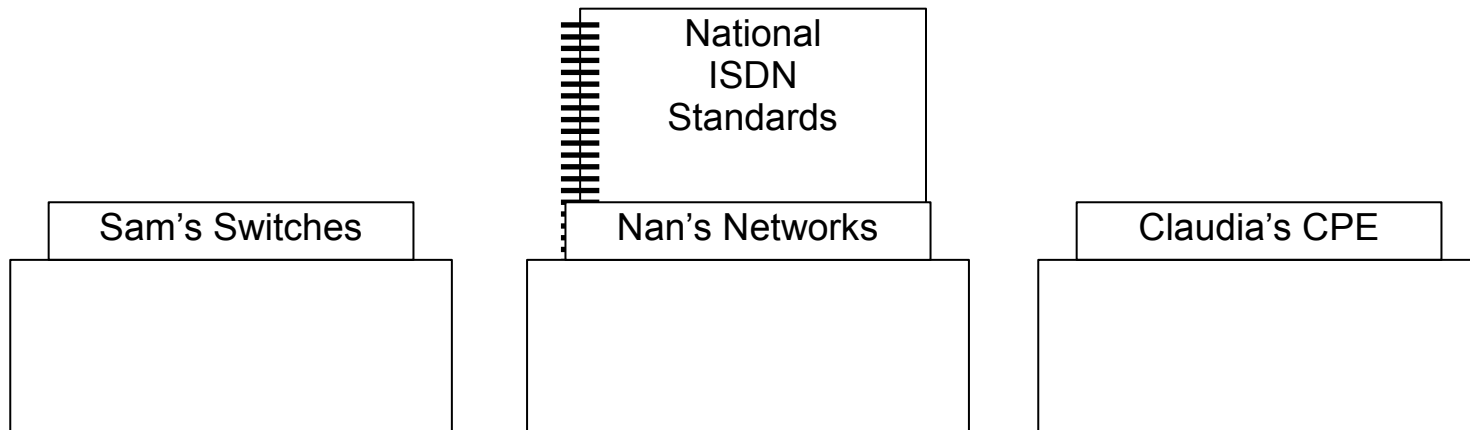 National
ISDN
Standards
Sam’s Switches
Nan’s Networks
Claudia’s CPE